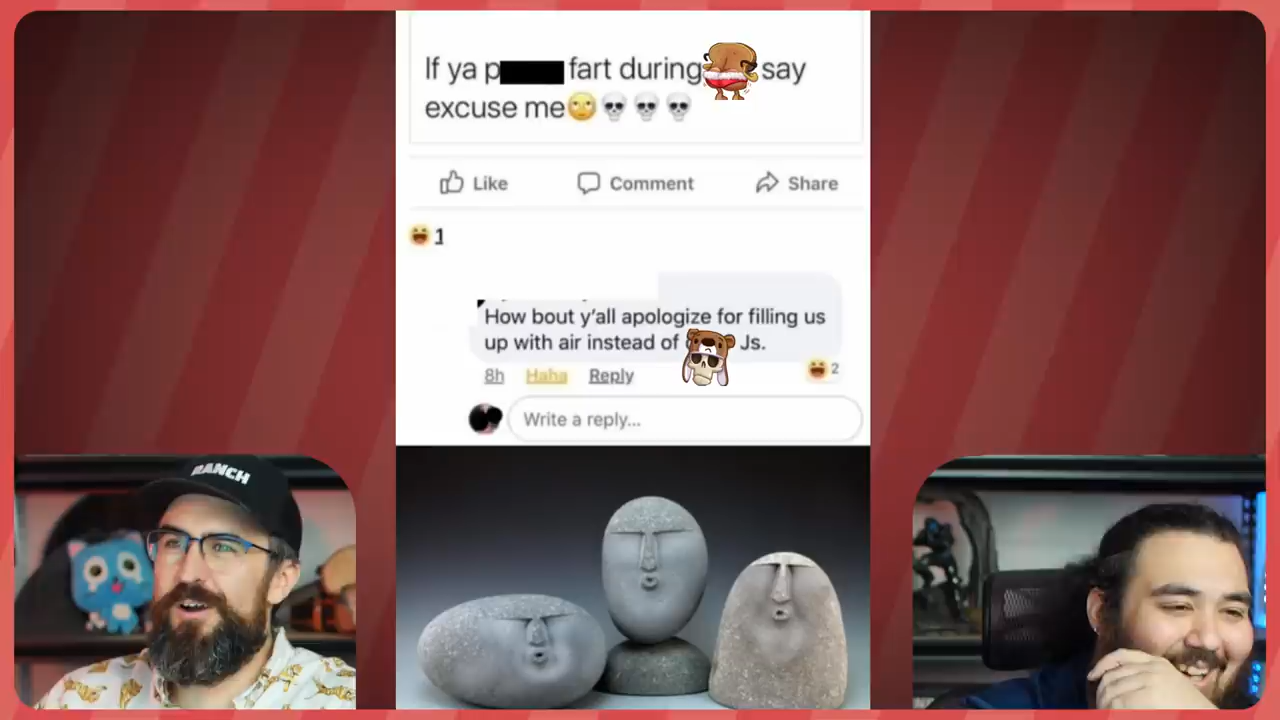 If ya p fart during say
excuse me🙄💀💀💀
Like
Comment
Share
1
How bout y'all apologize for filling us
up with air instead of Js.
8h Haha Reply
2
Write a reply...
RANCH